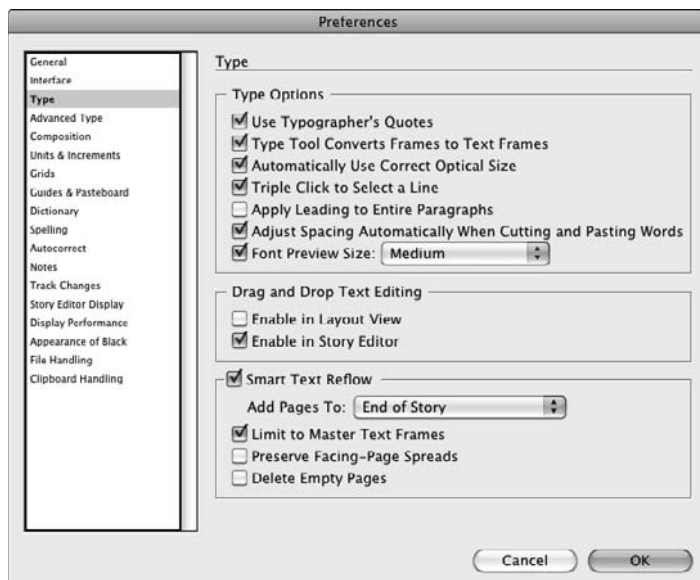 Preferences
General
Interface
Type
Advanced Type
Composition
Units & Increments
Grids
Guides & Pasteboard
Dictionary
Spelling
Autocorrect
Notes
Track Changes
Story Editor Display
Display Performance
Appearance of Black
File Handling
Clipboard Handling
Type
Type Options
Use Typographer's Quotes
Type Tool Converts Frames to Text Frames
Automatically Use Correct Optical Size
Triple Click to Select a Line
Apply Leading to Entire Paragraphs
Adjust Spacing Automatically When Cutting and Pasting Words
Font Preview Size: Medium
Drag and Drop Text Editing
Enable in Layout View
Enable in Story Editor
Smart Text Reflow
Add Pages To: End of Story
Limit to Master Text Frames
Preserve Facing-Page Spreads
Delete Empty Pages
Cancel OK